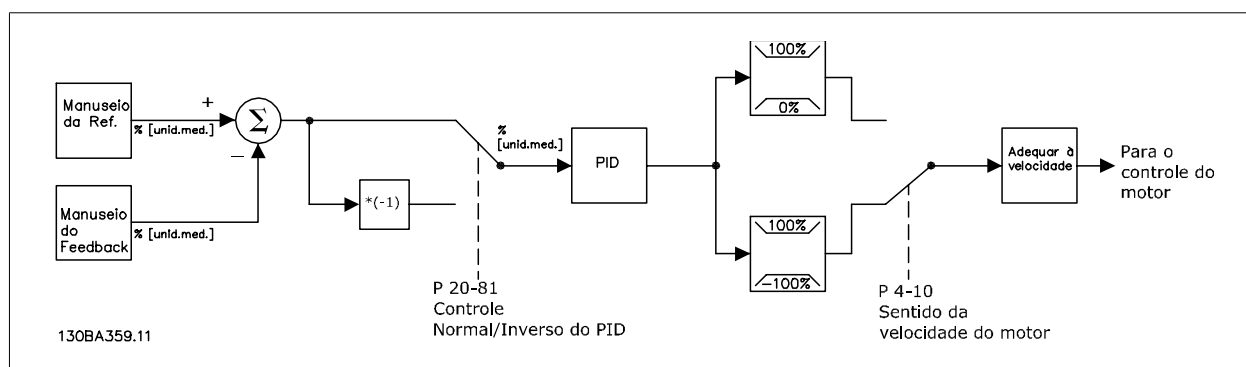 Manuseio
da Ref.
% [unid.med.]
+
Σ
−
Manuseio
do
Feedback
% [unid.med.]
*(-1)
%
[unid.med.]
PID
P 20-81
Controle
Normal/Inverso do PID
100%
0%
100%
−100%
P 4-10
Sentido da
velocidade do motor
Adequar à
velocidade
Para o
controle do
motor
130BA359.11